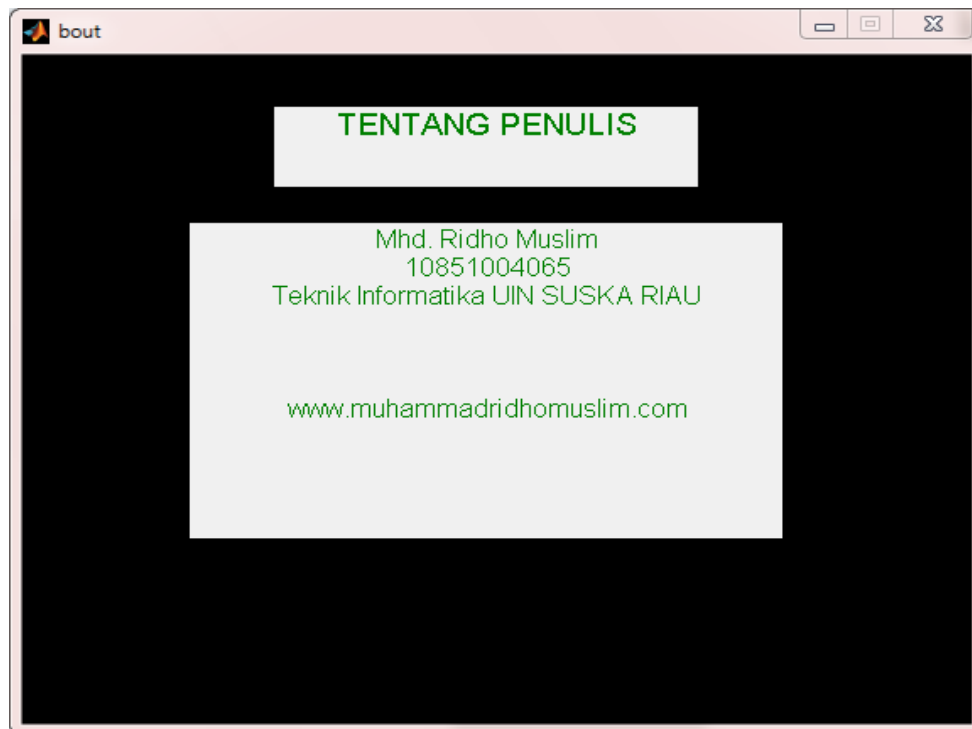 bout
TENTANG PENULIS
Mhd. Ridho Muslim
10851004065
Teknik Informatika UIN SUSKA RIAU
www.muhammadridhomuslim.com